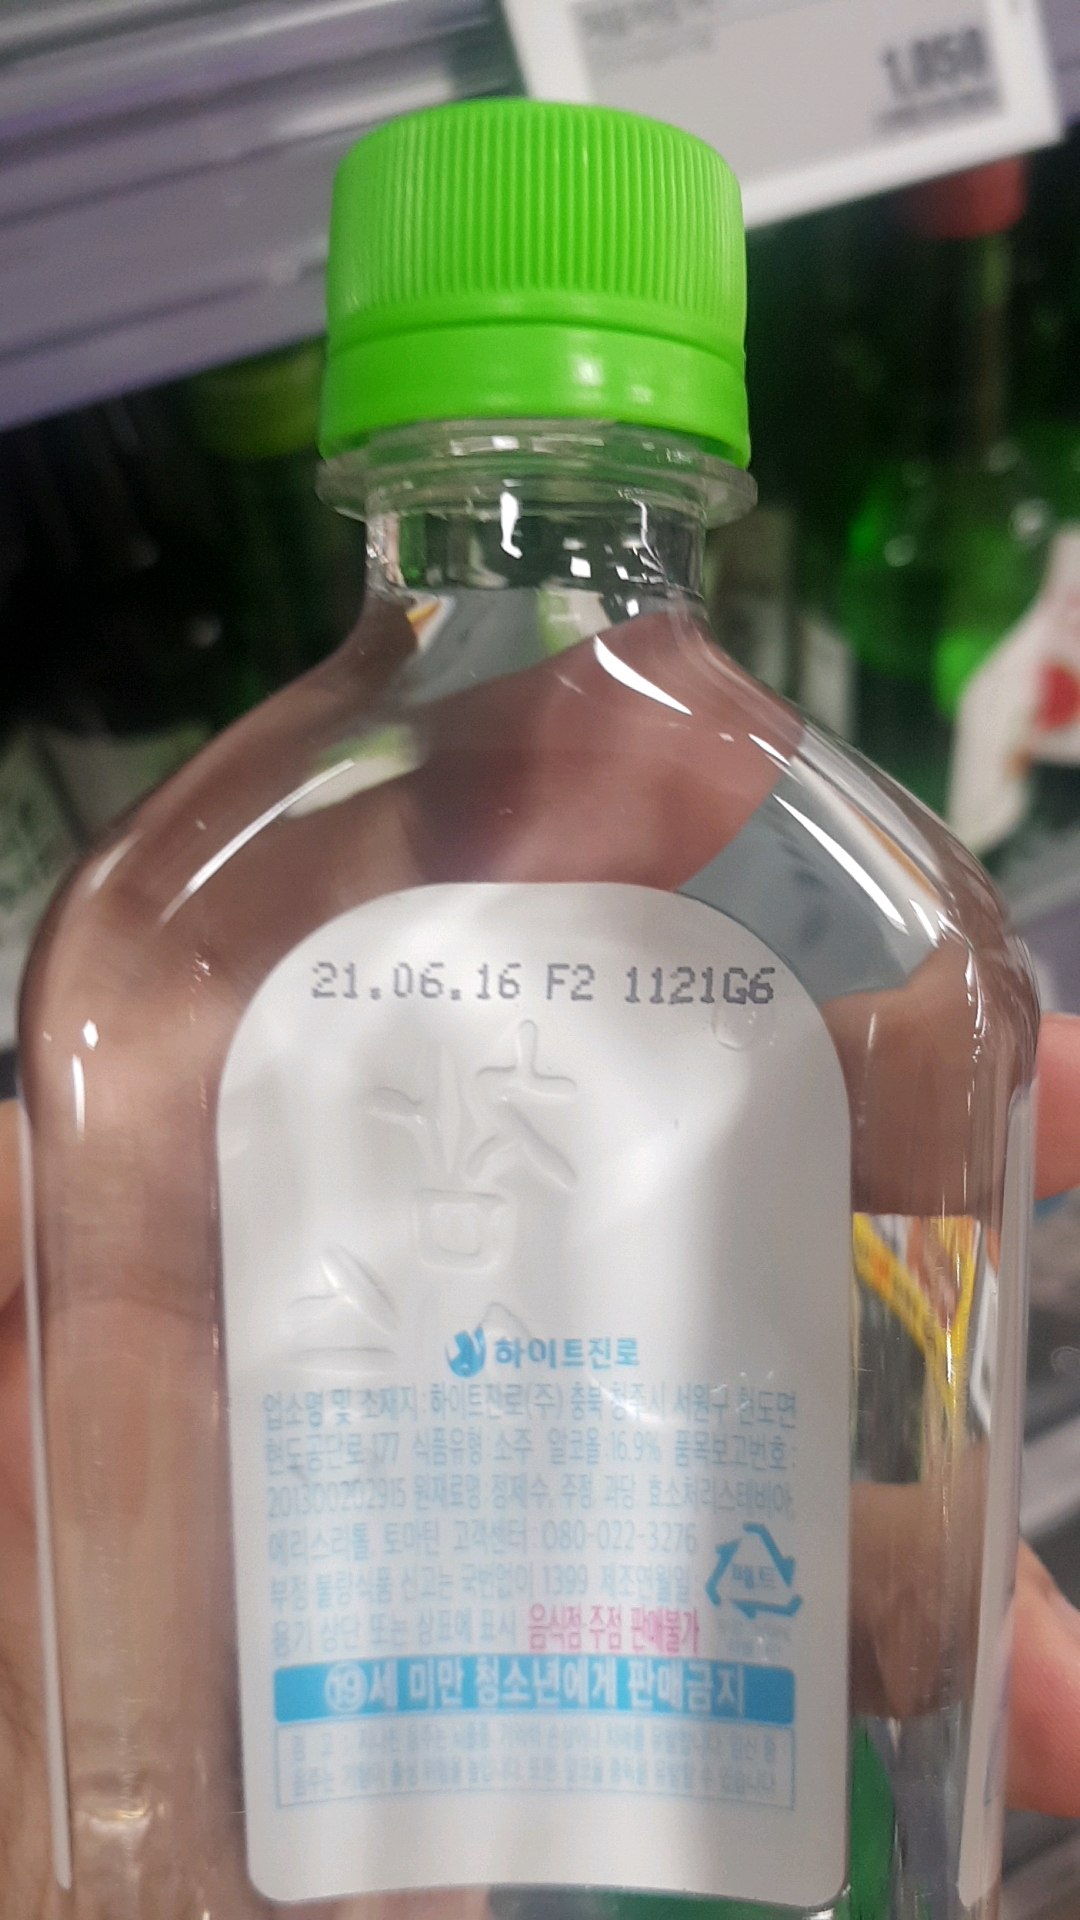 1,050
21.06.16 F2 1121G6
하이트진로
업소명 및 소재지:하이트진로(주) 충북 청주시 서원구 현도면
현도공단로 177 식품유형 소주 알코올 16.9% 품목보고번호:
201300202915 원재료명 정제수, 주정 과당 효소처리스테비아
에리스리톨 토마틴 고객센터 : 080-022-3276
부정 불량식품 신고는 국번없이 1399 제조연월일
용기 상단 또는 상표에 표시 음식점·주점 판매불가
페트
19세 미만 청소년에게 판매금지
경 고